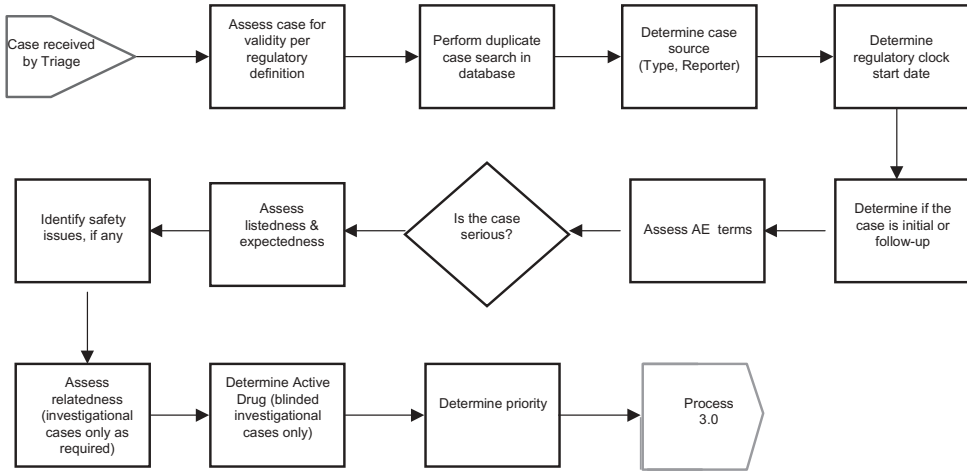 Case received
by Triage
Assess case for
validity per
regulatory
definition
Perform duplicate
case search in
database
Determine case
source
(Type, Reporter)
Determine
regulatory clock
start date
Identify safety
issues, if any
Assess
listedness &
expectedness
Is the case
serious?
Assess AE terms
Determine if the
case is initial or
follow-up
Assess
relatedness
(investigational
cases only as
required)
Determine Active
Drug (blinded
investigational
cases only)
Determine priority
Process
3.0